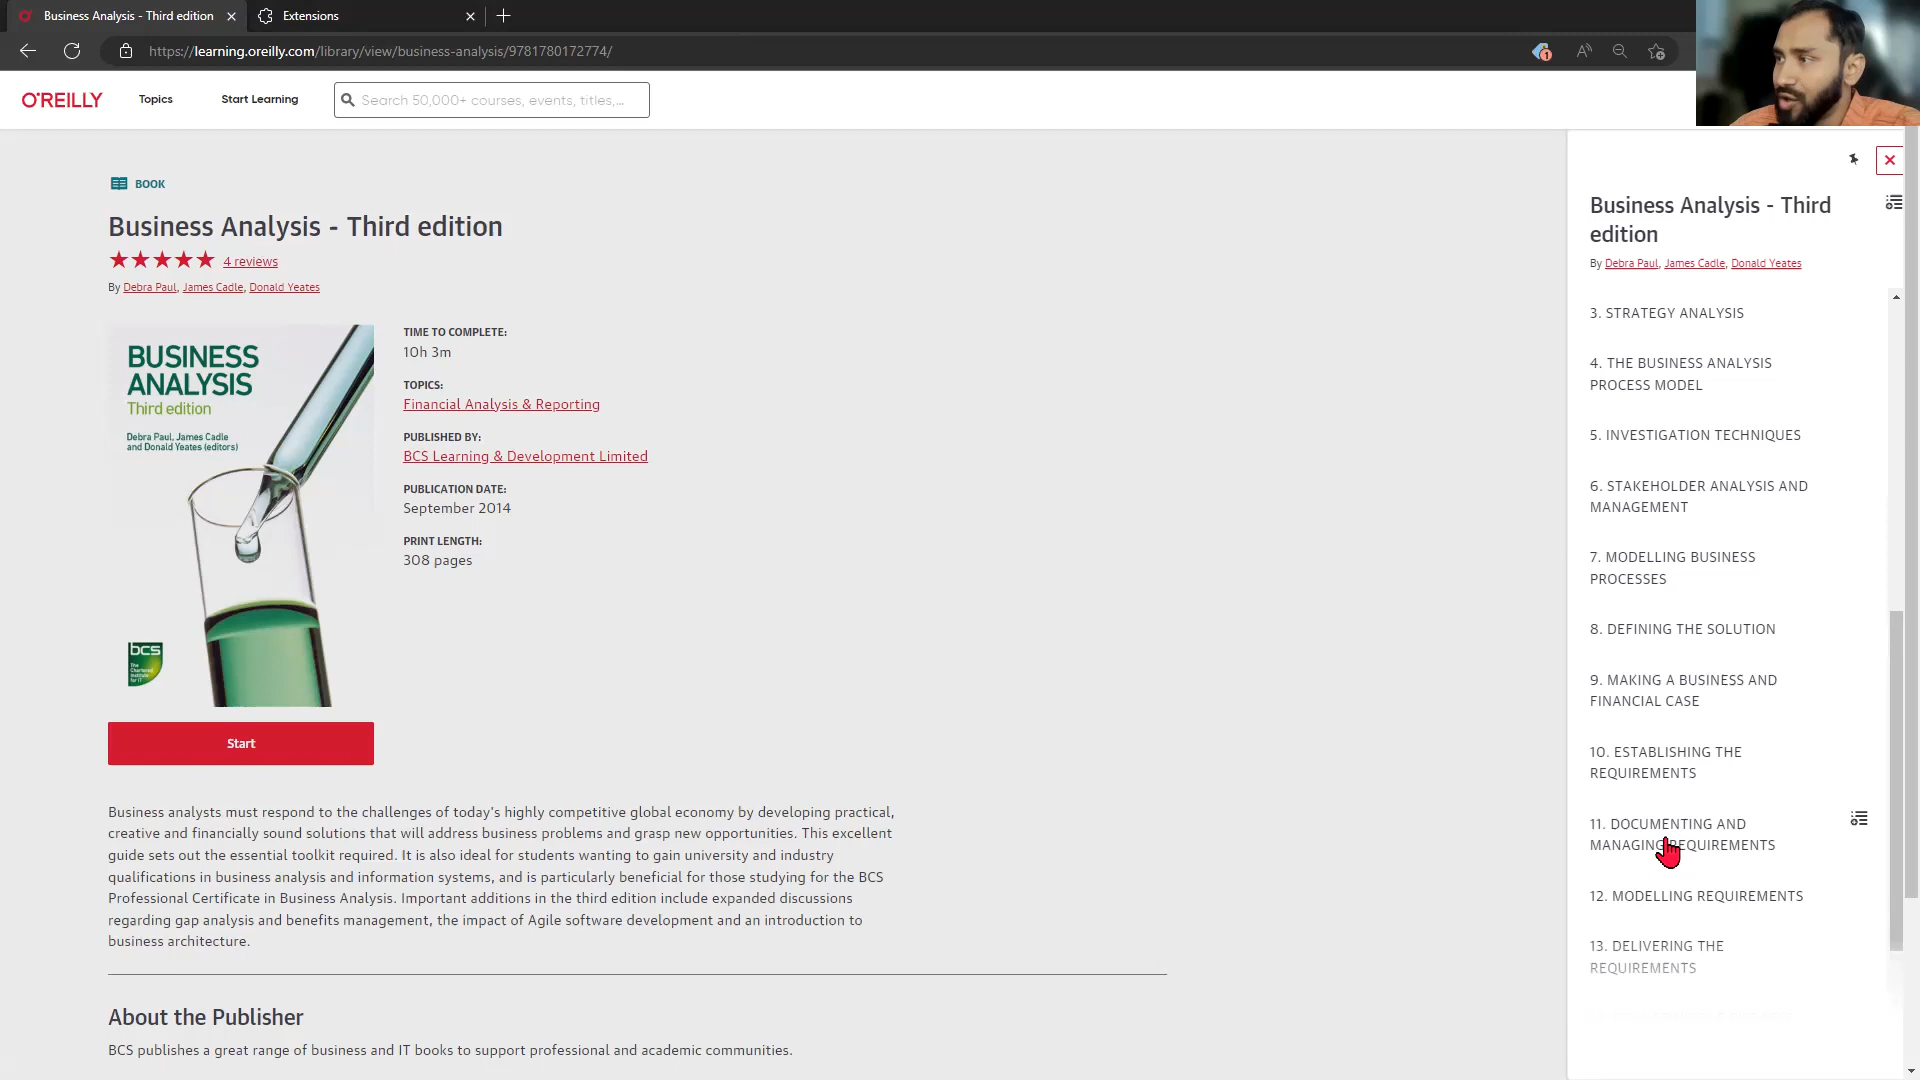 Business Analysis - Third edition
Extensions
https://learning.oreilly.com/library/view/business-analysis/9781780172774/
1
O'REILLY
Topics
Start Learning
Search 50,000+ courses, events, titles,...
BOOK
Business Analysis - Third edition
4 reviews
By Debra Paul, James Cadle, Donald Yeates
BUSINESS
ANALYSIS
Third edition
Debra Paul, James Cadle
and Donald Yeates (editors)
bcs
The
Chartered
Institute
for IT
TIME TO COMPLETE:
10h 3m
TOPICS:
Financial Analysis & Reporting
PUBLISHED BY:
BCS Learning & Development Limited
PUBLICATION DATE:
September 2014
PRINT LENGTH:
308 pages
Start
Business analysts must respond to the challenges of today's highly competitive global economy by developing practical,
creative and financially sound solutions that will address business problems and grasp new opportunities. This excellent
guide sets out the essential toolkit required. It is also ideal for students wanting to gain university and industry
qualifications in business analysis and information systems, and is particularly beneficial for those studying for the BCS
Professional Certificate in Business Analysis. Important additions in the third edition include expanded discussions
regarding gap analysis and benefits management, the impact of Agile software development and an introduction to
business architecture.
About the Publisher
BCS publishes a great range of business and IT books to support professional and academic communities.
Business Analysis - Third
edition
By Debra Paul, James Cadle, Donald Yeates
3. STRATEGY ANALYSIS
4. THE BUSINESS ANALYSIS
PROCESS MODEL
5. INVESTIGATION TECHNIQUES
6. STAKEHOLDER ANALYSIS AND
MANAGEMENT
7. MODELLING BUSINESS
PROCESSES
8. DEFINING THE SOLUTION
9. MAKING A BUSINESS AND
FINANCIAL CASE
10. ESTABLISHING THE
REQUIREMENTS
11. DOCUMENTING AND
MANAGING REQUIREMENTS
12. MODELLING REQUIREMENTS
13. DELIVERING THE
REQUIREMENTS